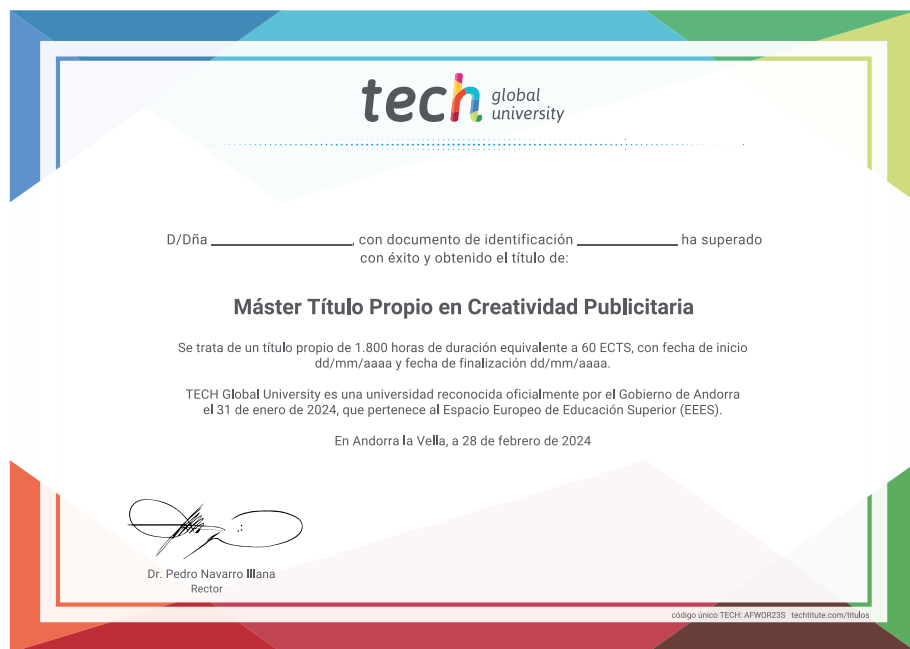 tech global university
D/Dña ________________, con documento de identificación ____________ ha superado
con éxito y obtenido el título de:
Máster Título Propio en Creatividad Publicitaria
Se trata de un título propio de 1.800 horas de duración equivalente a 60 ECTS, con fecha de inicio
dd/mm/aaaa y fecha de finalización dd/mm/aaaa.
TECH Global University es una universidad reconocida oficialmente por el Gobierno de Andorra
el 31 de enero de 2024, que pertenece al Espacio Europeo de Educación Superior (EEES).
En Andorra la Vella, a 28 de febrero de 2024
Dr. Pedro Navarro Illana
Rector
código único TECH: AFWOR23S techtitute.com/titulos